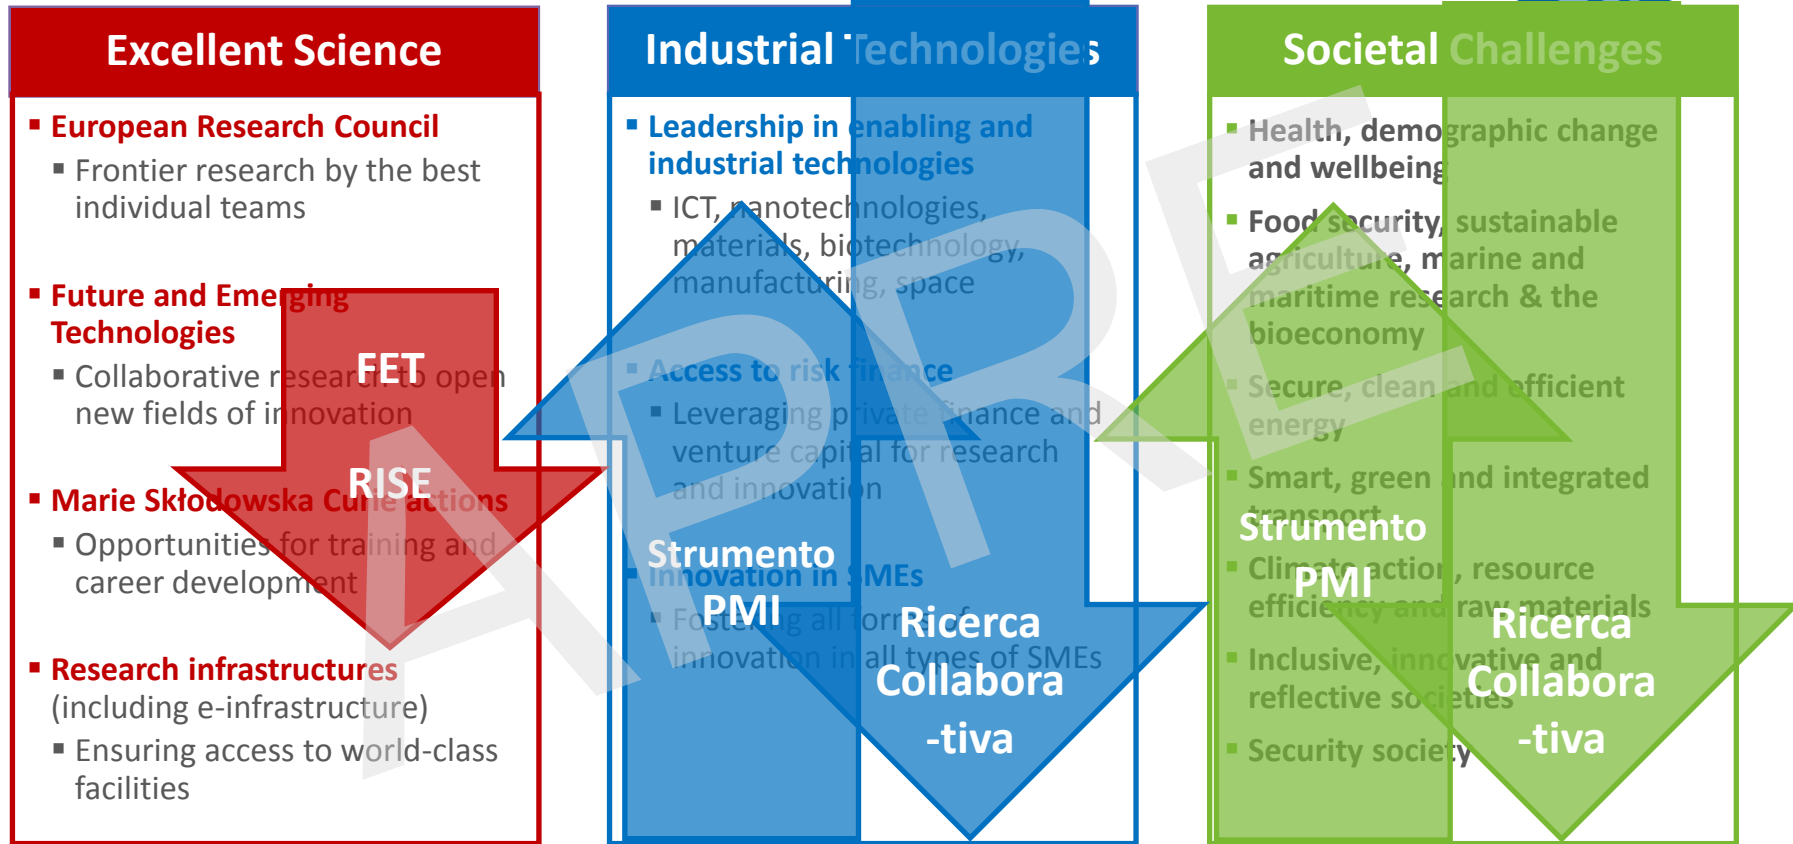 Excellent Science
European Research Council
Frontier research by the best
individual teams
Future and Emerging
Technologies
Collaborative research to open
new fields of innovation
Marie Skłodowska Curie actions
Opportunities for training and
career development
Research infrastructures
(including e-infrastructure)
Ensuring access to world-class
facilities
FET
RISE
Industrial Technologies
Leadership in enabling and
industrial technologies
ICT, nanotechnologies,
materials, biotechnology,
manufacturing, space
Access to risk finance
Leveraging private finance and
venture capital for research
and innovation
Innovation in SMEs
Fostering all forms of
innovation in all types of SMEs
Strumento
PMI
Ricerca
Collabora
-tiva
Societal Challenges
Health, demographic change
and wellbeing
Food security, sustainable
agriculture, marine and
maritime research & the
bioeconomy
Secure, clean and efficient
energy
Smart, green and integrated
transport
Climate action, resource
efficiency and raw materials
Inclusive, innovative and
reflective societies
Security society
Strumento
PMI
Ricerca
Collabora
-tiva
APRE